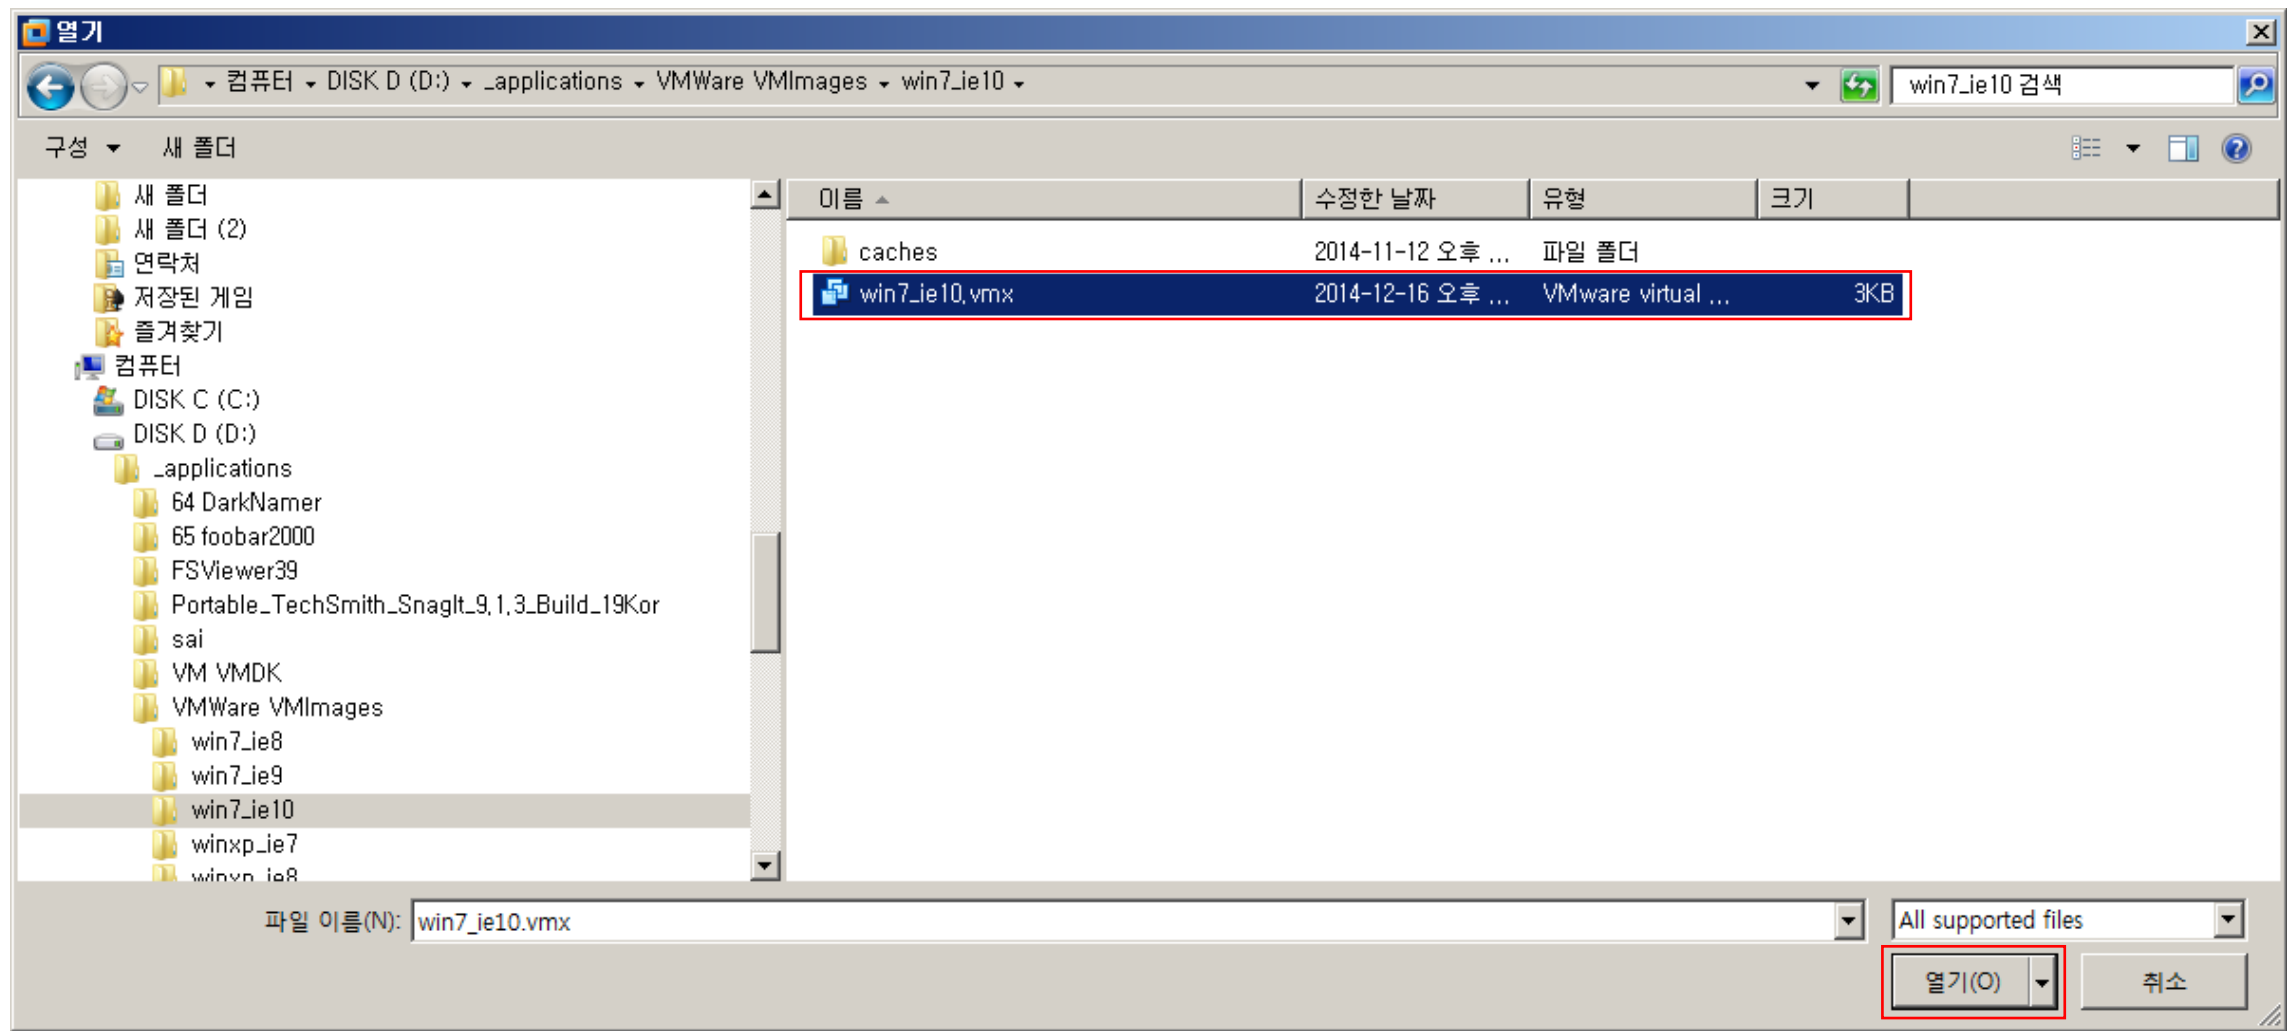 열기
컴퓨터 DISK D (D:) _applications VMWare VMImages win7_ie10
win7_ie10 검색
구성 새 폴더
새 폴더
새 폴더 (2)
연락처
저장된 게임
즐겨찾기
컴퓨터
DISK C (C:)
DISK D (D:)
_applications
64 DarkNamer
65 foobar2000
FSViewer39
Portable_TechSmith_SnagIt_9.1.3_Build_19Kor
sai
VM VMDK
VMWare VMImages
win7_ie8
win7_ie9
win7_ie10
winxp_ie7
winxp_ie8
이름 수정한 날짜 유형 크기
caches 2014-11-12 오후 ... 파일 폴더
win7_ie10.vmx 2014-12-16 오후 ... VMware virtual ... 3KB
파일 이름(N): win7_ie10.vmx All supported files
열기(O) 취소